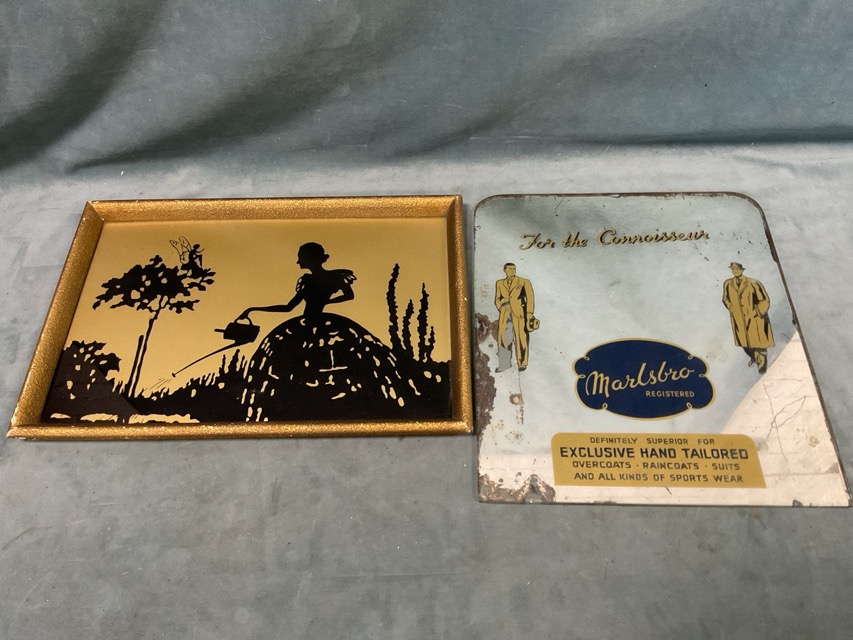 For the Connoisseur
Marlsbro
REGISTERED
DEFINITELY SUPERIOR FOR
EXCLUSIVE HAND TAILORED
OVERCOATS · RAINCOATS · SUITS
AND ALL KINDS OF SPORTS WEAR